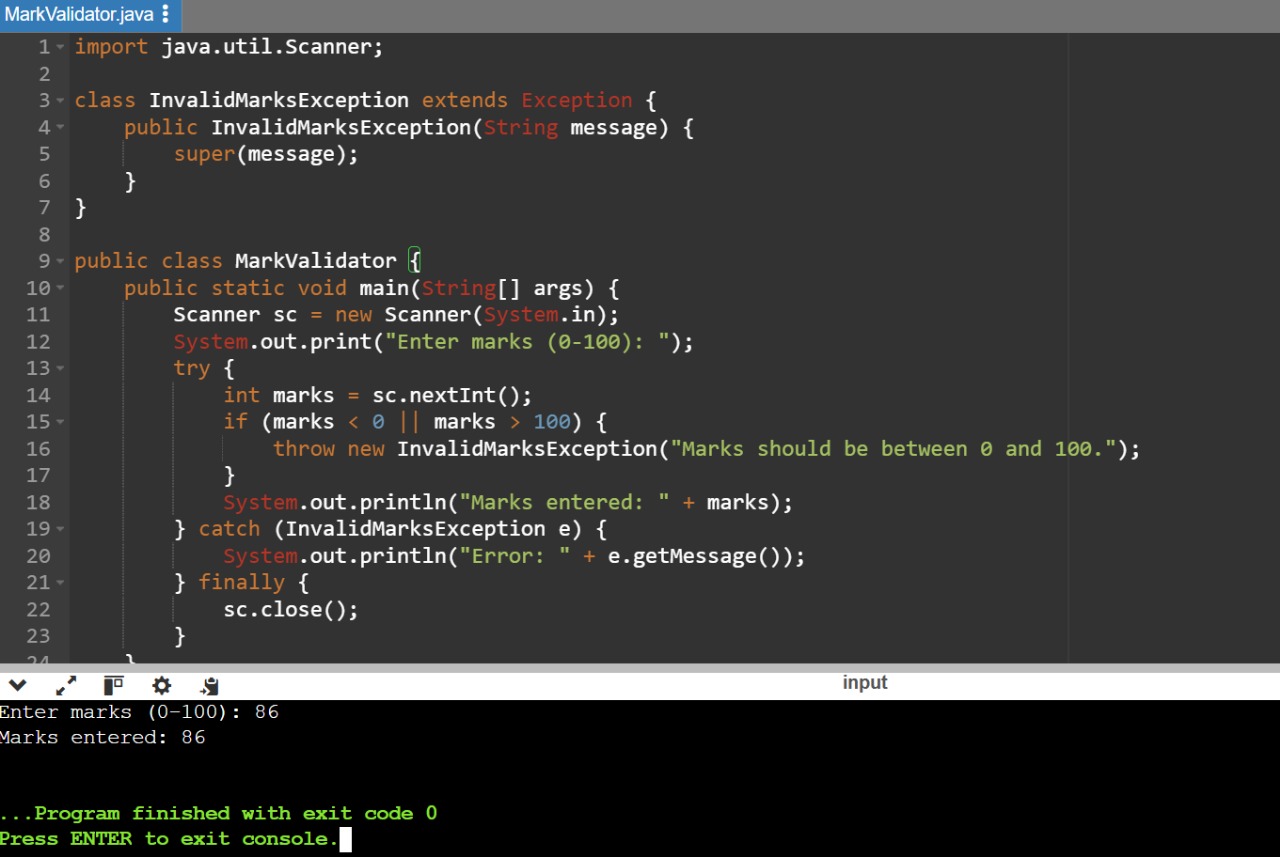 MarkValidator.java
1 import java.util.Scanner;
2
3 class InvalidMarksException extends Exception {
4     public InvalidMarksException(String message) {
5         super(message);
6     }
7 }
8
9 public class MarkValidator {
10     public static void main(String[] args) {
11         Scanner sc = new Scanner(System.in);
12         System.out.print("Enter marks (0-100): ");
13         try {
14             int marks = sc.nextInt();
15             if (marks < 0 || marks > 100) {
16                 throw new InvalidMarksException("Marks should be between 0 and 100.");
17             }
18             System.out.println("Marks entered: " + marks);
19         } catch (InvalidMarksException e) {
20             System.out.println("Error: " + e.getMessage());
21         } finally {
22             sc.close();
23         }
24     }
input
Enter marks (0-100): 86
Marks entered: 86
...Program finished with exit code 0
Press ENTER to exit console.